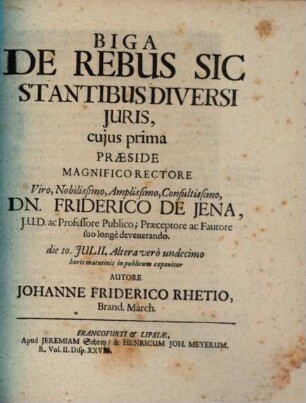 BIGA
DE REBUS SIC
STANTIBUS DIVERSI
JURIS,
cujus prima
PRÆSIDE
MAGNIFICO RECTORE
Viro, Nobilissimo, Amplissimo, Consultissimo,
DN. FRIDERICO DE JENA,
J.U.D. ac Professore Publico; Præceptore ac Fautore
suo longè devenerando.
die 10. JULII. Altera verò undecimo
horis matutinis in publicum exponitur
AUTORE
JOHANNE FRIDERICO RHETIO,
Brand. March.
FRANCOFURTI & LIPSIÆ,
Apud JEREMIAM & HENRICUM JOH. MEYERUM.
R. Vol. II. Disp.